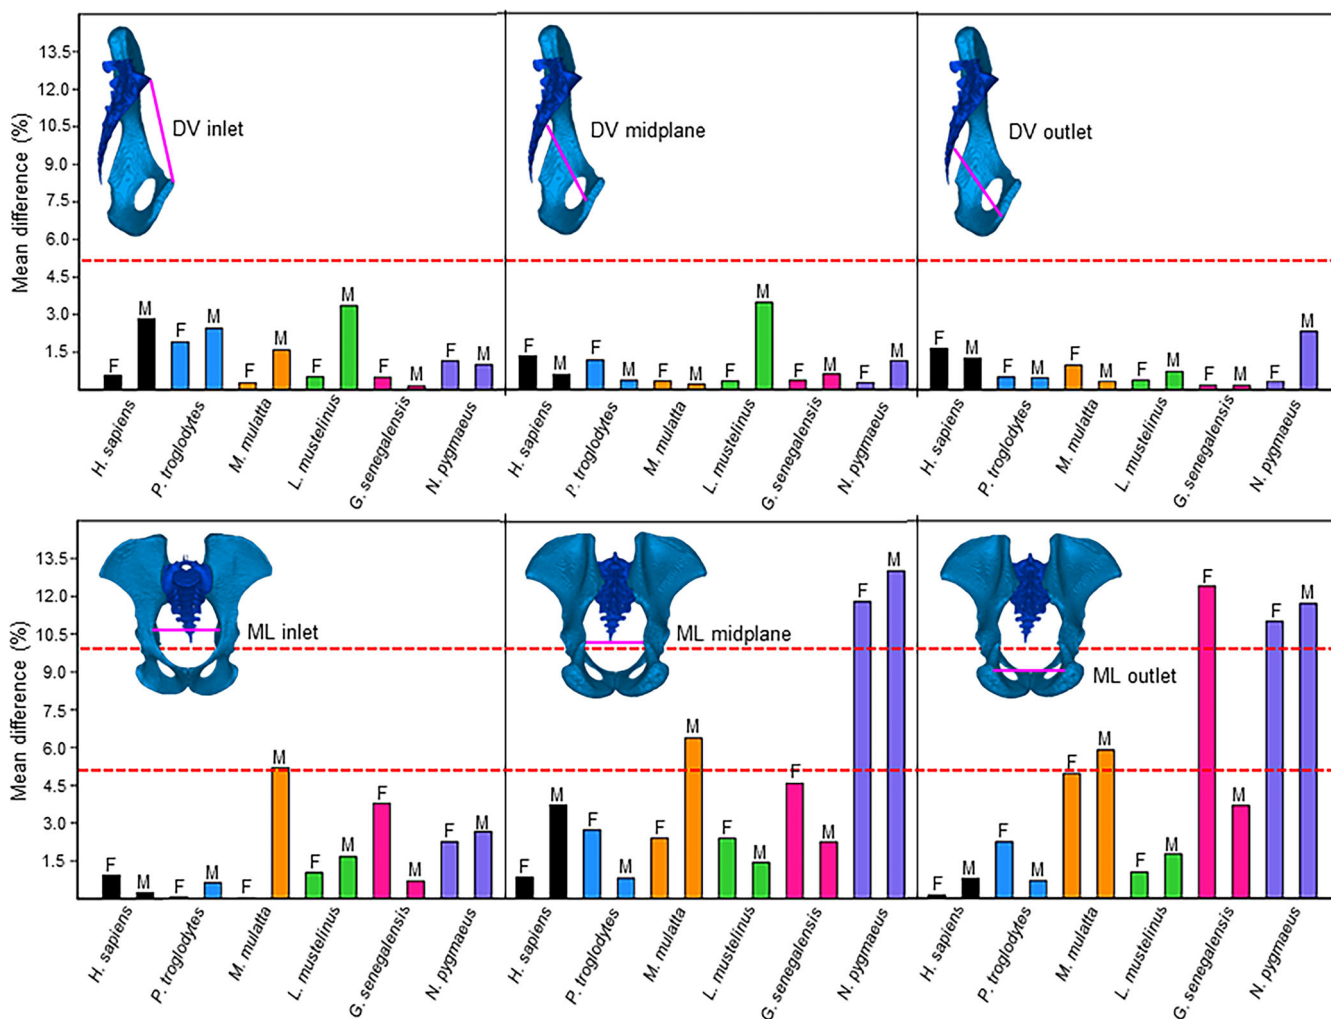 Mean difference (%)
13.5
12.0
10.5
9.0
7.5
6.0
4.5
3.0
1.5
DV inlet
F M F M F M F M F M F M
H. sapiens
P. troglodytes
M. mulatta
L. mustelinus
G. senegalensis
N. pygmaeus
DV midplane
F M F M F M F M F M F M
H. sapiens
P. troglodytes
M. mulatta
L. mustelinus
G. senegalensis
N. pygmaeus
DV outlet
F M F M F M F M F M F M
H. sapiens
P. troglodytes
M. mulatta
L. mustelinus
G. senegalensis
N. pygmaeus
Mean difference (%)
13.5
12.0
10.5
9.0
7.5
6.0
4.5
3.0
1.5
ML inlet
F M F M F M F M F M F M
H. sapiens
P. troglodytes
M. mulatta
L. mustelinus
G. senegalensis
N. pygmaeus
ML midplane
F M F M F M F M F M F M
H. sapiens
P. troglodytes
M. mulatta
L. mustelinus
G. senegalensis
N. pygmaeus
ML outlet
F M F M F M F M F M F M
H. sapiens
P. troglodytes
M. mulatta
L. mustelinus
G. senegalensis
N. pygmaeus